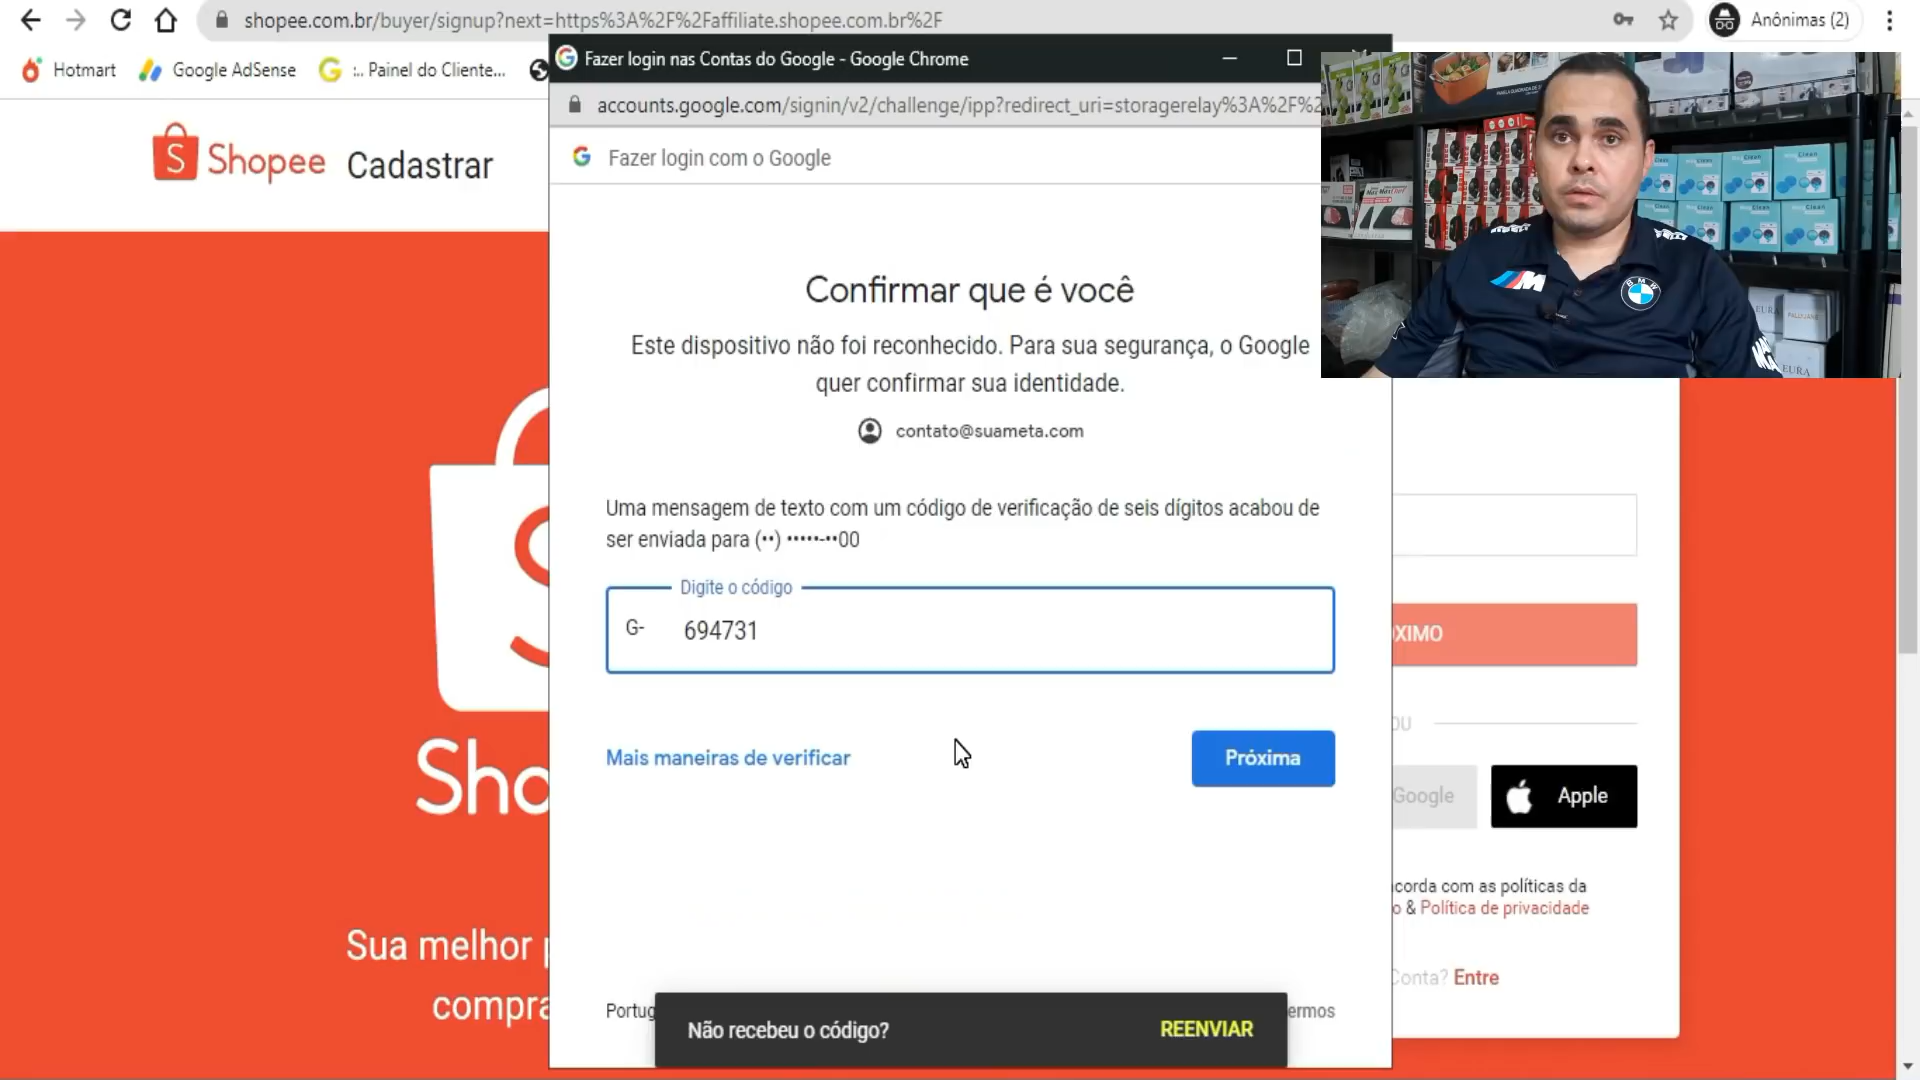 shopee.com.br/buyer/signup?next=https%3A%2F%2Faffiliate.shopee.com.br%2F
Anônimas (2)
Hotmart
Google AdSense
:.. Painel do Cliente...
Fazer login nas Contas do Google - Google Chrome
accounts.google.com/signin/v2/challenge/ipp?redirect_uri=storagerelay%3A%2F%2
Shopee Cadastrar
Fazer login com o Google
Confirmar que é você
Este dispositivo não foi reconhecido. Para sua segurança, o Google
quer confirmar sua identidade.
contato@suameta.com
Uma mensagem de texto com um código de verificação de seis dígitos acabou de
ser enviada para (••) •••••-••00
Digite o código
G- 694731
XIMO
Mais maneiras de verificar
Próxima
OU
Google
Apple
Sho
corda com as políticas da
o & Política de privacidade
Sua melhor p
compra
Conta? Entre
Portug
ermos
Não recebeu o código?
REENVIAR
BMW